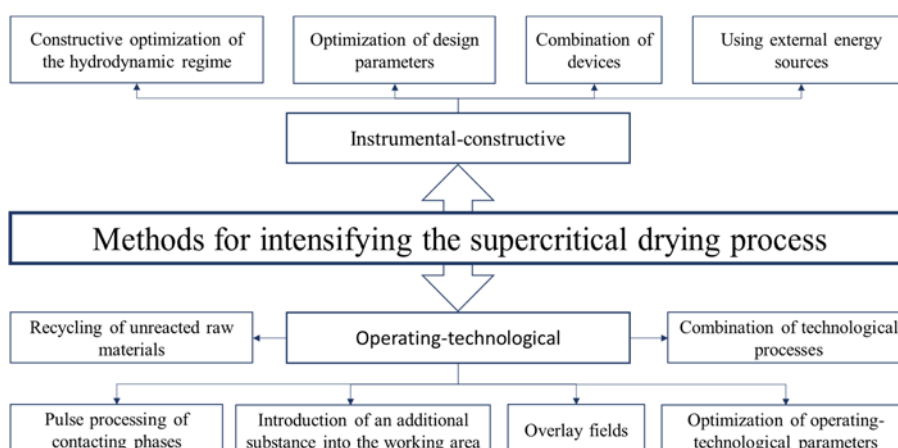 Constructive optimization of
the hydrodynamic regime
Optimization of design
parameters
Combination of
devices
Using external energy
sources
Instrumental-constructive
Methods for intensifying the supercritical drying process
Recycling of unreacted raw
materials
Operating-technological
Combination of technological
processes
Pulse processing of
contacting phases
Introduction of an additional
substance into the working area
Overlay fields
Optimization of operating-
technological parameters